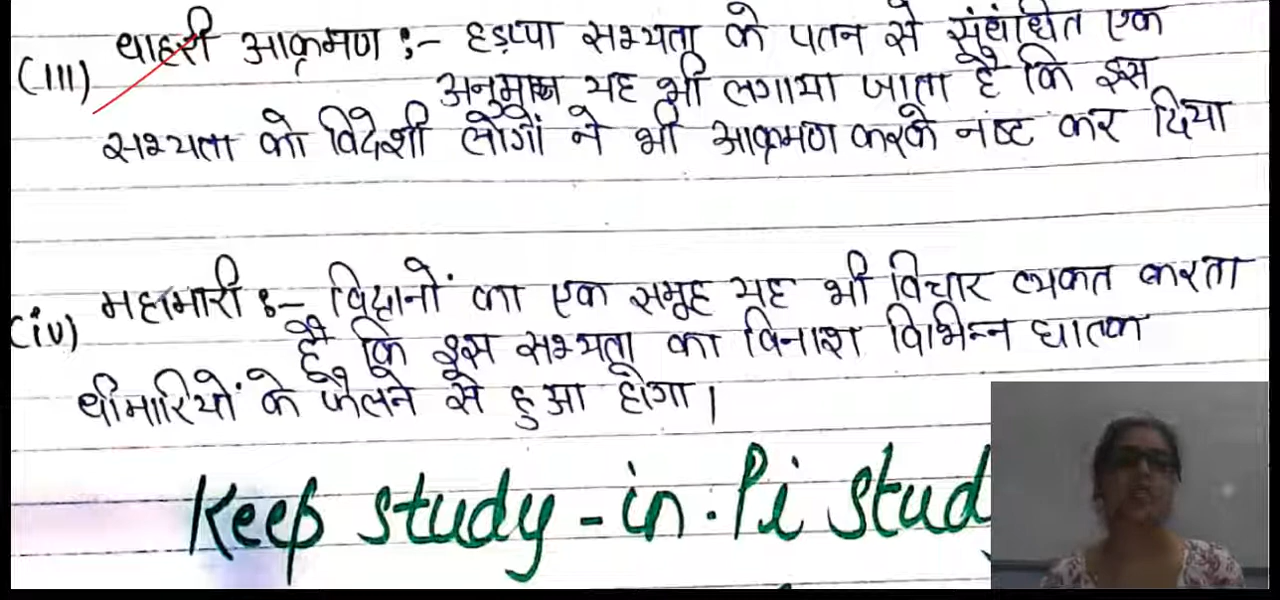 (iii) बाहरी आक्रमण :- हड़प्पा सभ्यता के पतन से संबंधित एक
अनुमान यह भी लगाया जाता है कि इस
सभ्यता को विदेशी लोगों ने भी आक्रमण करके नष्ट कर दिया
(iv) महामारी :- विद्वानों का एक समूह यह भी विचार व्यक्त करता
है, कि इस सभ्यता का विनाश विभिन्न घातक
बीमारियों के फेलने से हुआ होगा।
Keep study - in . Pi stud